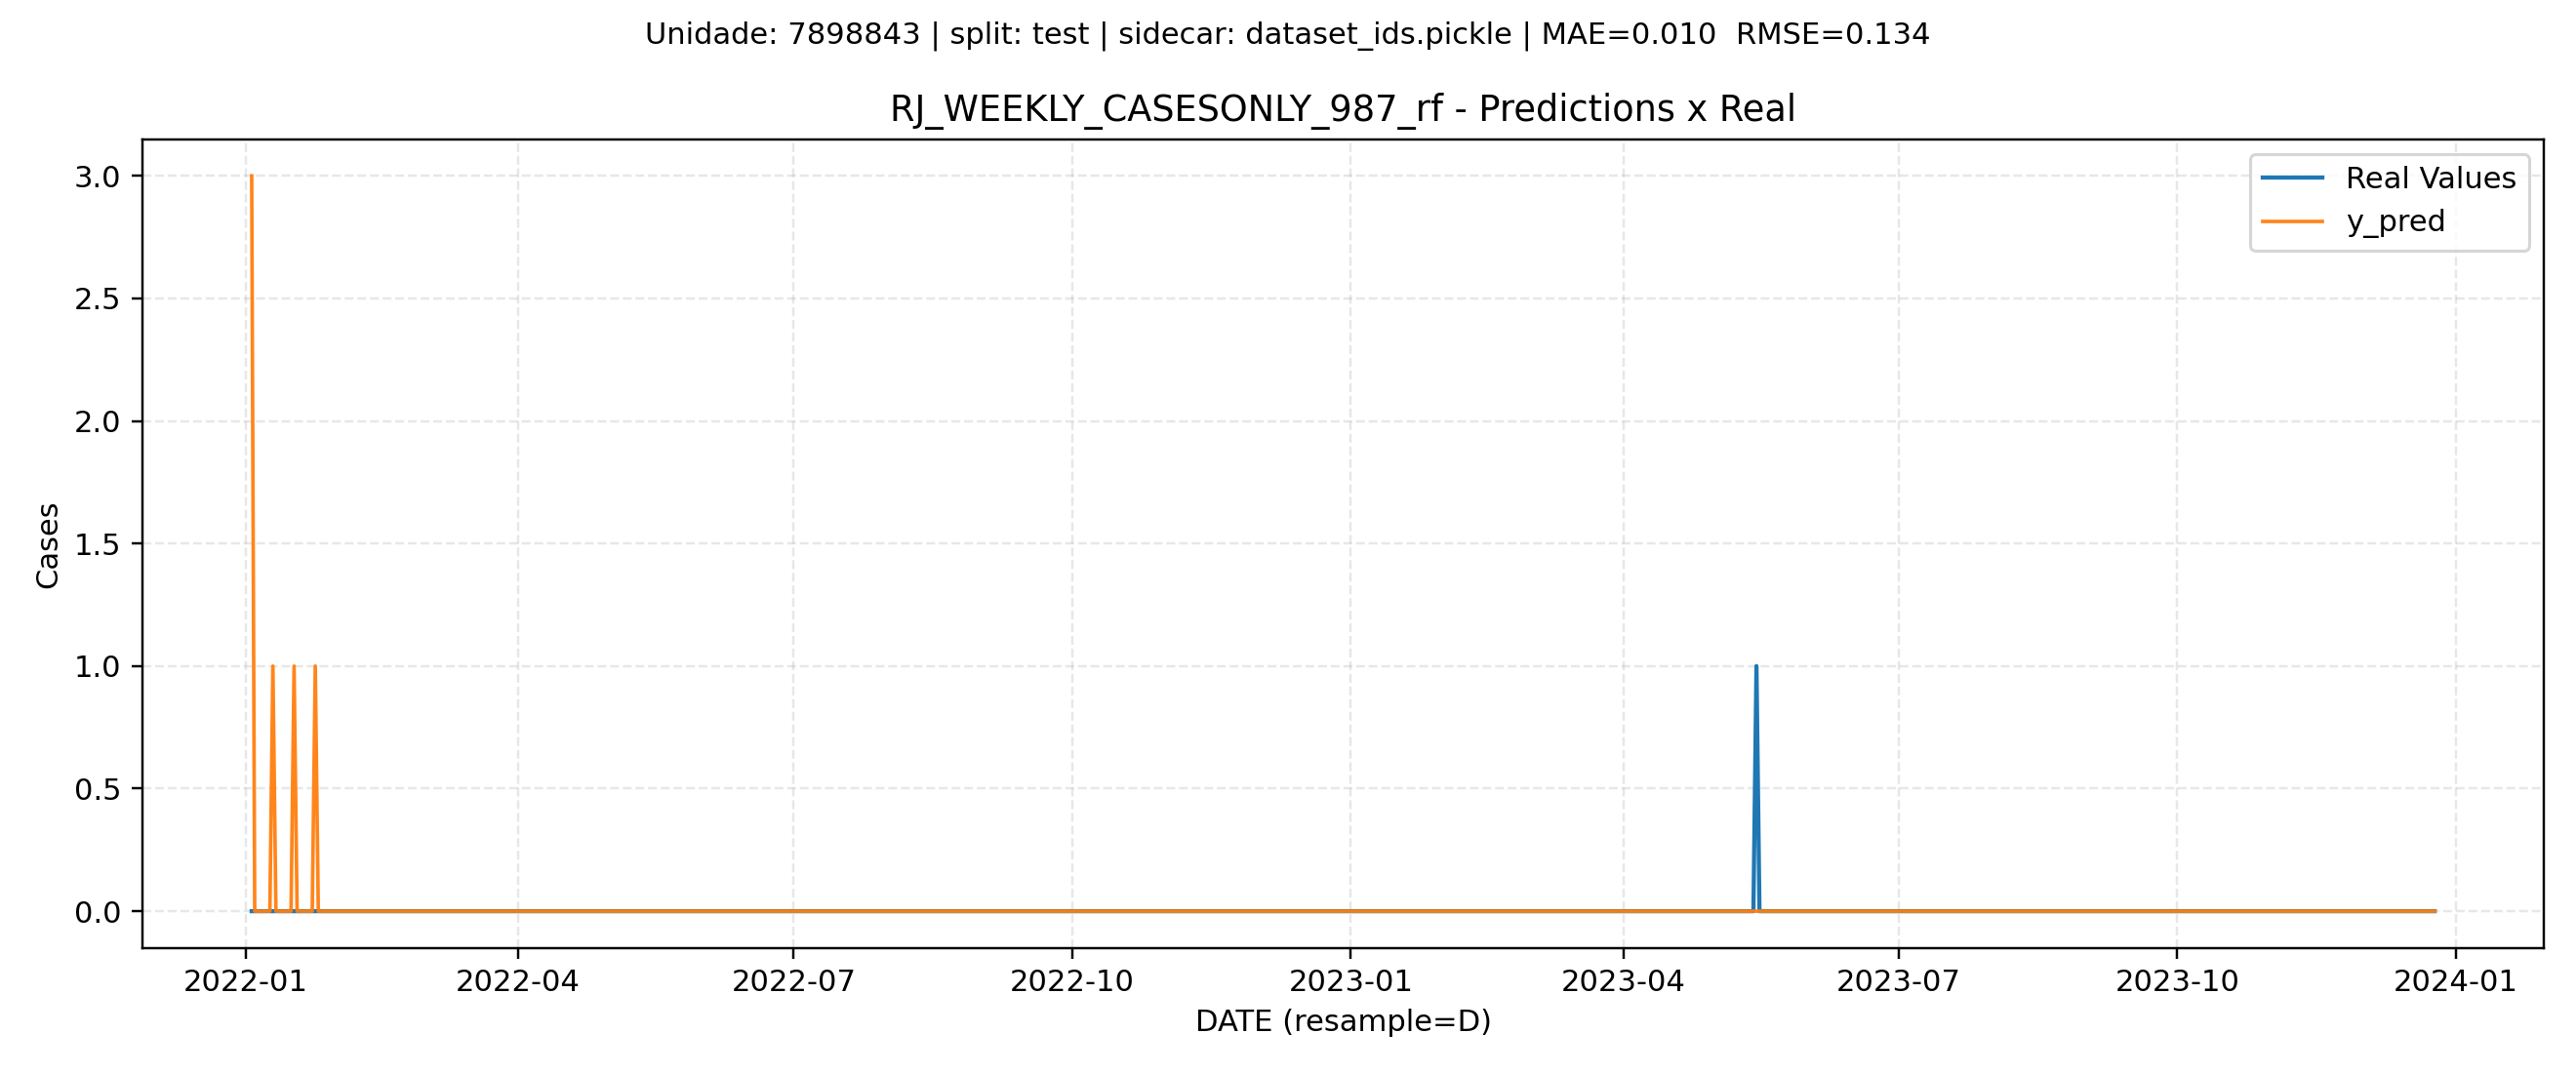 Unidade: 7898843 | split: test | sidecar: dataset_ids.pickle | MAE=0.010  RMSE=0.134
RJ_WEEKLY_CASESONLY_987_rf - Predictions x Real
Real Values
y_pred
Cases
3.0
2.5
2.0
1.5
1.0
0.5
0.0
2022-01
2022-04
2022-07
2022-10
2023-01
2023-04
2023-07
2023-10
2024-01
DATE (resample=D)